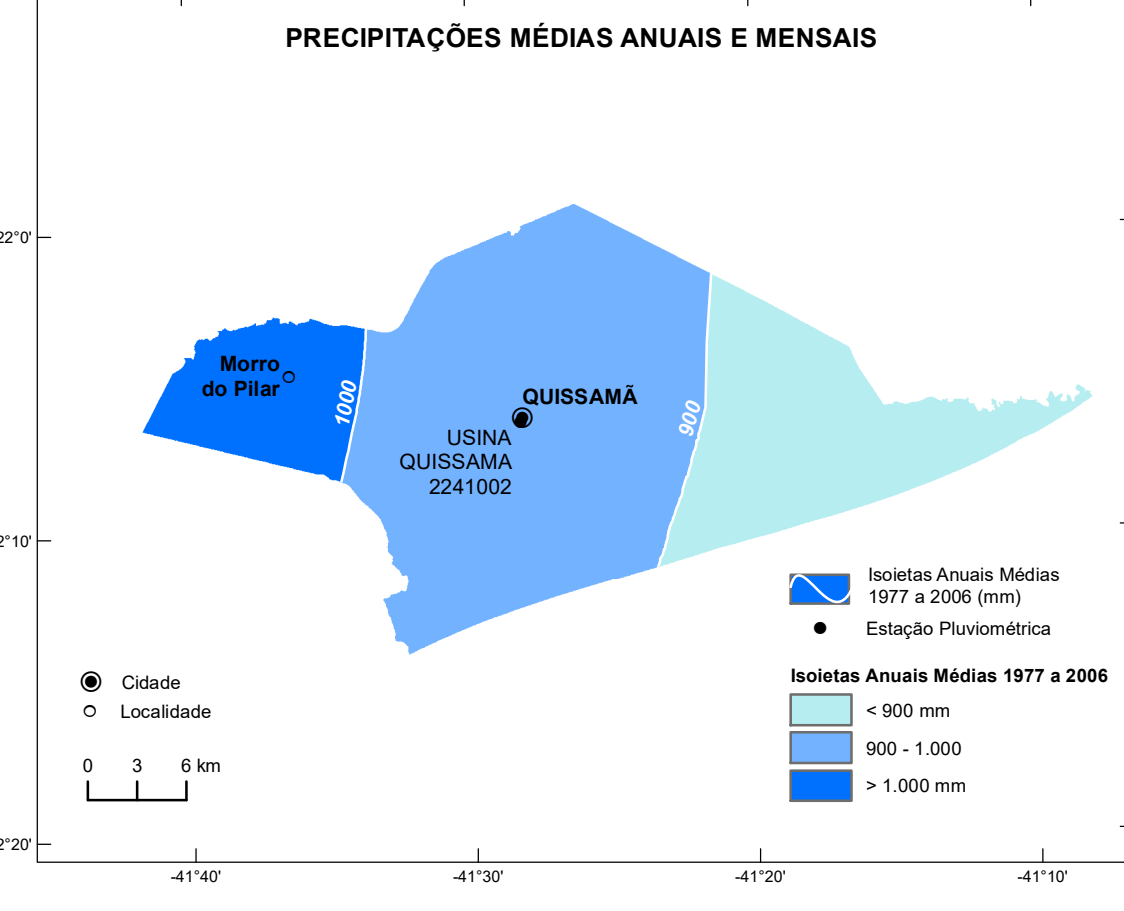 PRECIPITAÇÕES MÉDIAS ANUAIS E MENSAIS
22°0'
Morro
do Pilar
1000
QUISSAMÃ
900
USINA
QUISSAMA
2241002
2°10'
Isoietas Anuais Médias
1977 a 2006 (mm)
Estação Pluviométrica
Isoietas Anuais Médias 1977 a 2006
< 900 mm
900 - 1.000
> 1.000 mm
Cidade
Localidade
0 3 6 km
2°20'
-41°40' -41°30' -41°20' -41°10'